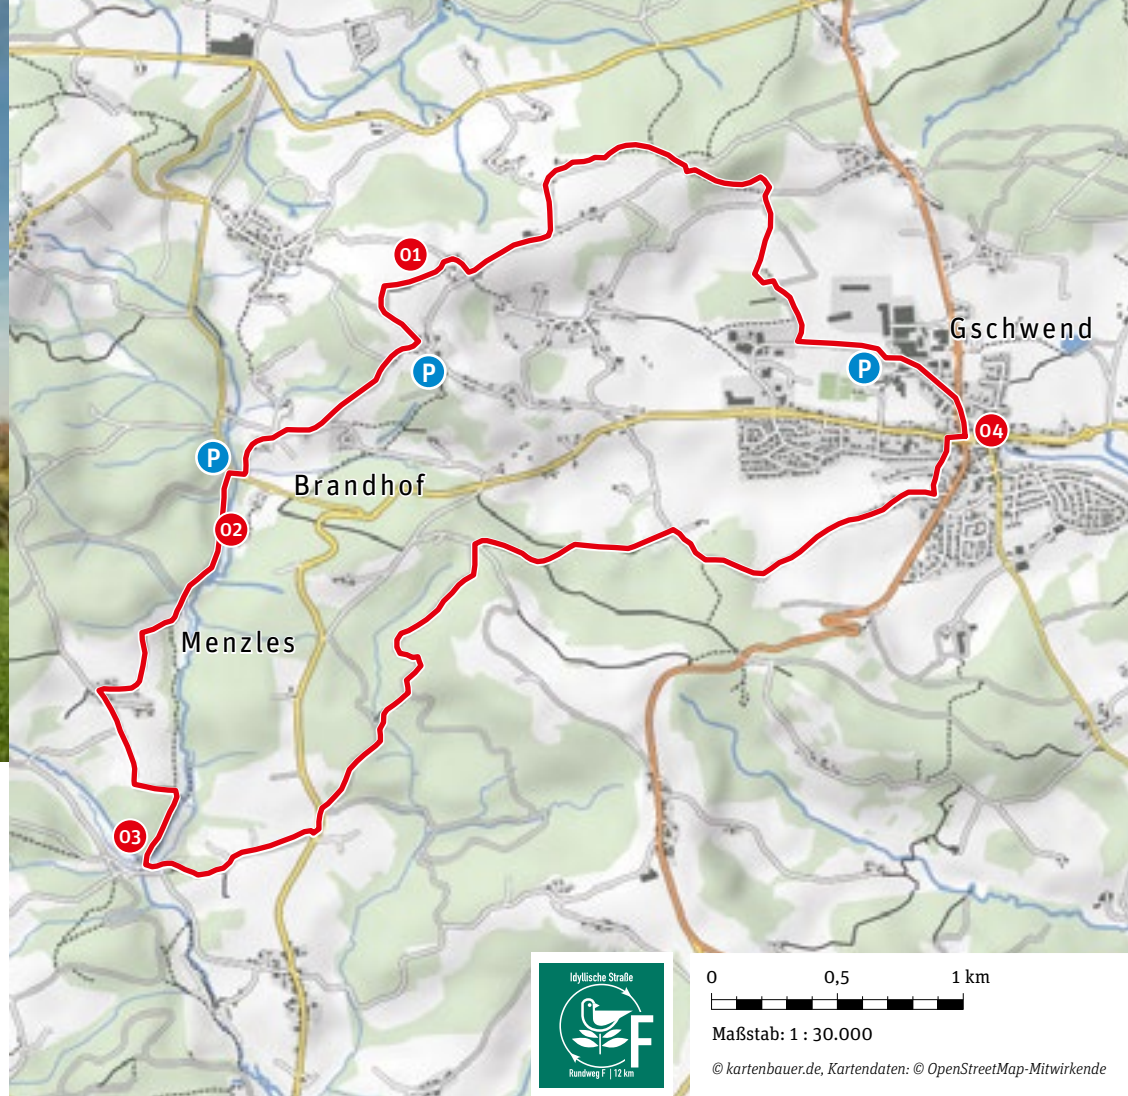 01
Gschwend
P
P
04
P
Brandhof
02
Menzles
03
Idyllische Straße
F
Rundweg F | 12 km
0 0,5 1 km
Maßstab: 1 : 30.000
© kartenbauer.de, Kartendaten: © OpenStreetMap-Mitwirkende